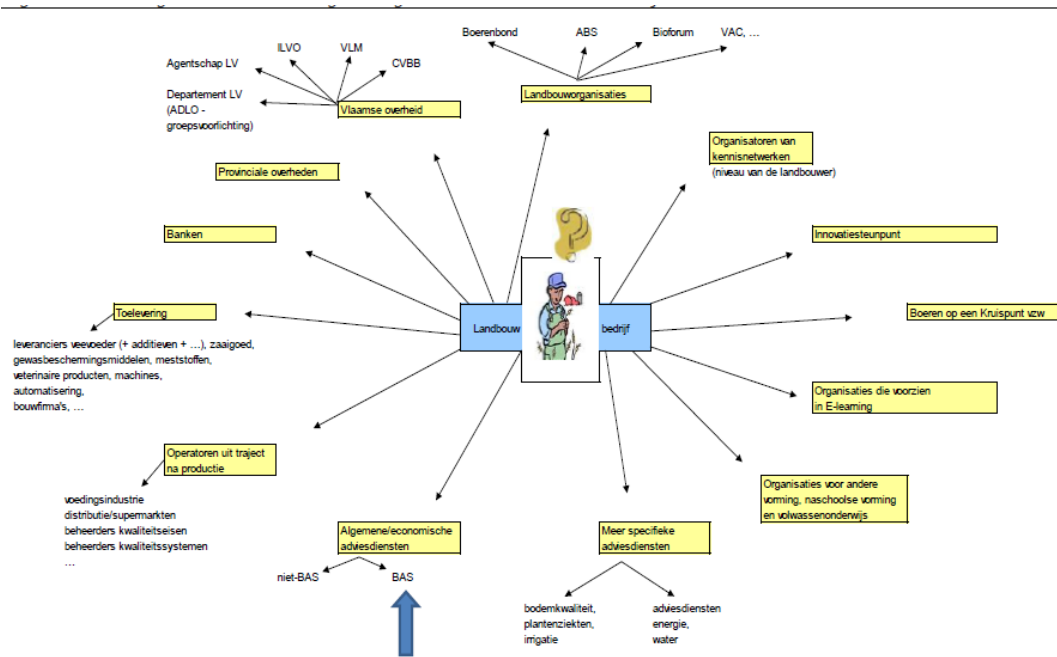 Boerenbond
ABS
Bioforum
VAC, …
ILVO
VLM
Agentschap LV
CVBB
Departement LV
(ADLO -
groepsvoorlichting)
Vlaamse overheid
Landbouworganisaties
Organisatoren van
kennisnetwerken
(niveau van de landbouwer)
Provinciale overheden
Banken
Innovatiesteunpunt
Toelevering
leveranciers veevoeder (+ additieven + …), zaaigoed,
gewasbeschermingsmiddelen, meststoffen,
veterinaire producten, machines,
automatisering,
bouwfirma's, …
?
Landbouw
bedrijf
Boeren op een Kruispunt vzw
Organisaties die voorzien
in E-learning
Operatoren uit traject
na productie
voedingsindustrie
distributie/supermarkten
beheerders kwaliteitseisen
beheerders kwaliteitssystemen
…
Organisaties voor andere
vorming, naschoolse vorming
en volwassenonderwijs
Algemene/economische
adviesdiensten
niet-BAS
BAS
Meer specifieke
adviesdiensten
bodemkwaliteit,
plantenziekten,
irrigatie
adviesdiensten
energie,
water